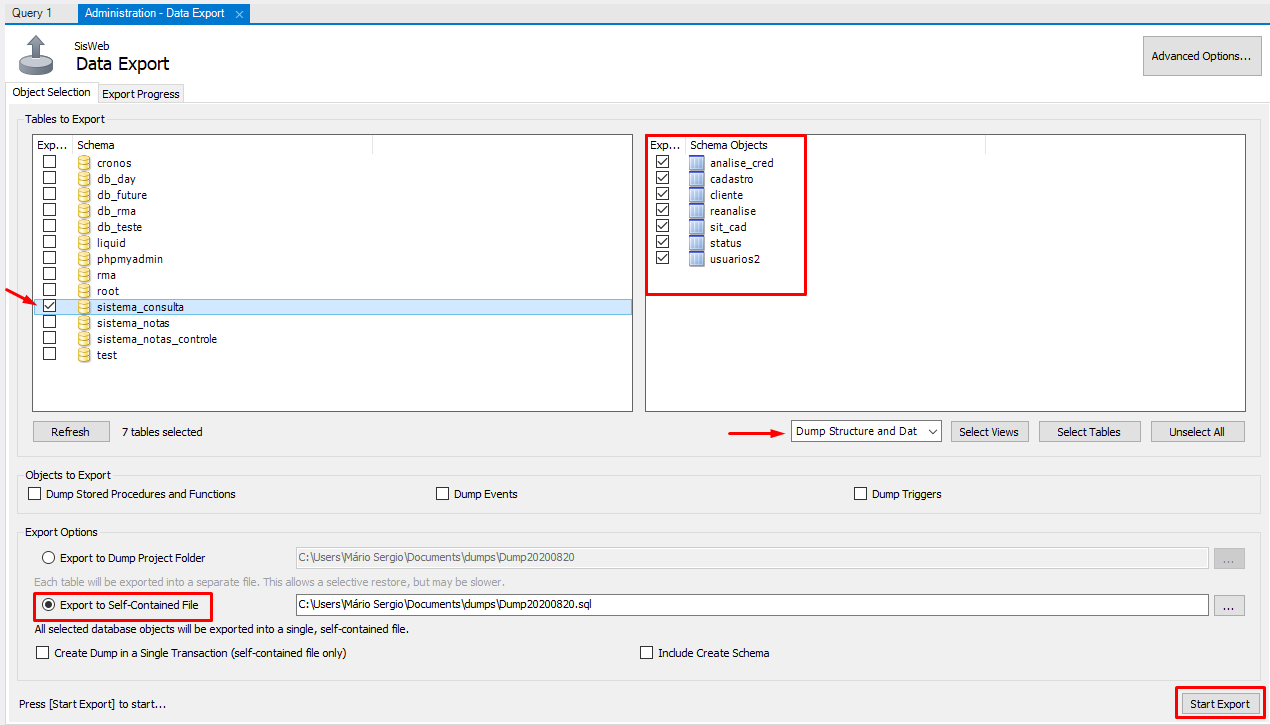 Query 1
Administration - Data Export
SisWeb
Data Export
Advanced Options...
Object Selection
Export Progress
Tables to Export
Exp... Schema
cronos
db_day
db_future
db_rma
db_teste
liquid
phpmyadmin
rma
root
sistema_consulta
sistema_notas
sistema_notas_controle
test
Exp... Schema Objects
analise_cred
cadastro
cliente
reanalise
sit_cad
status
usuarios2
Refresh
7 tables selected
Dump Structure and Dat
Select Views
Select Tables
Unselect All
Objects to Export
Dump Stored Procedures and Functions
Dump Events
Dump Triggers
Export Options
Export to Dump Project Folder
C:\Users\Mário Sergio\Documents\dumps\Dump20200820
...
Each table will be exported into a separate file. This allows a selective restore, but may be slower.
Export to Self-Contained File
C:\Users\Mário Sergio\Documents\dumps\Dump20200820.sql
...
All selected database objects will be exported into a single, self-contained file.
Create Dump in a Single Transaction (self-contained file only)
Include Create Schema
Press [Start Export] to start...
Start Export